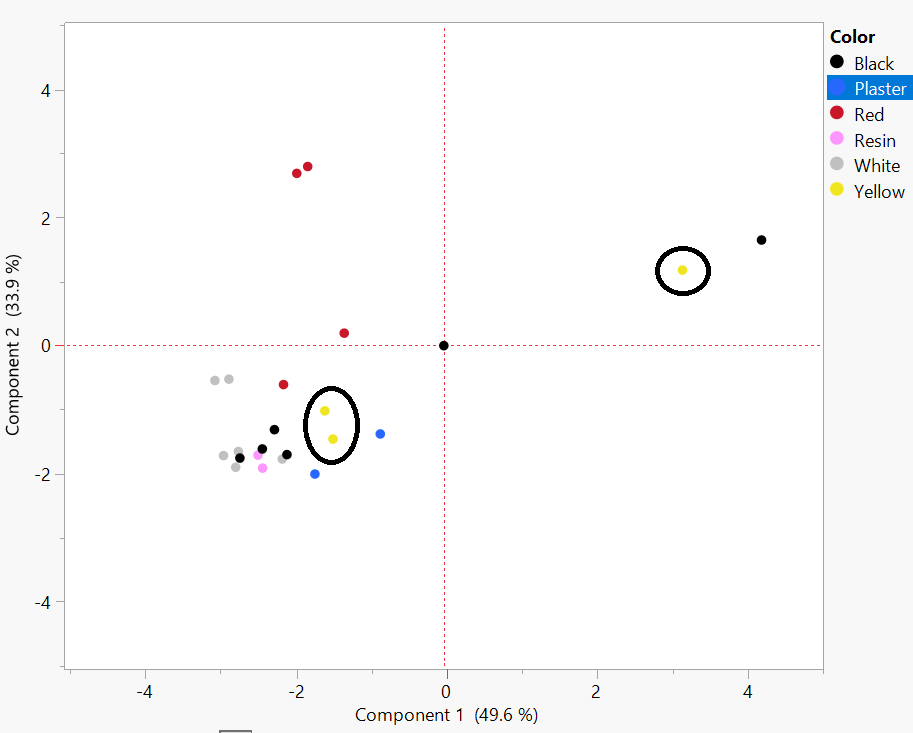 Color
Black
Plaster
Red
Resin
White
Yellow
4
2
0
-2
-4
Component 2 (33.9 %)
-4
-2
0
2
4
Component 1 (49.6 %)